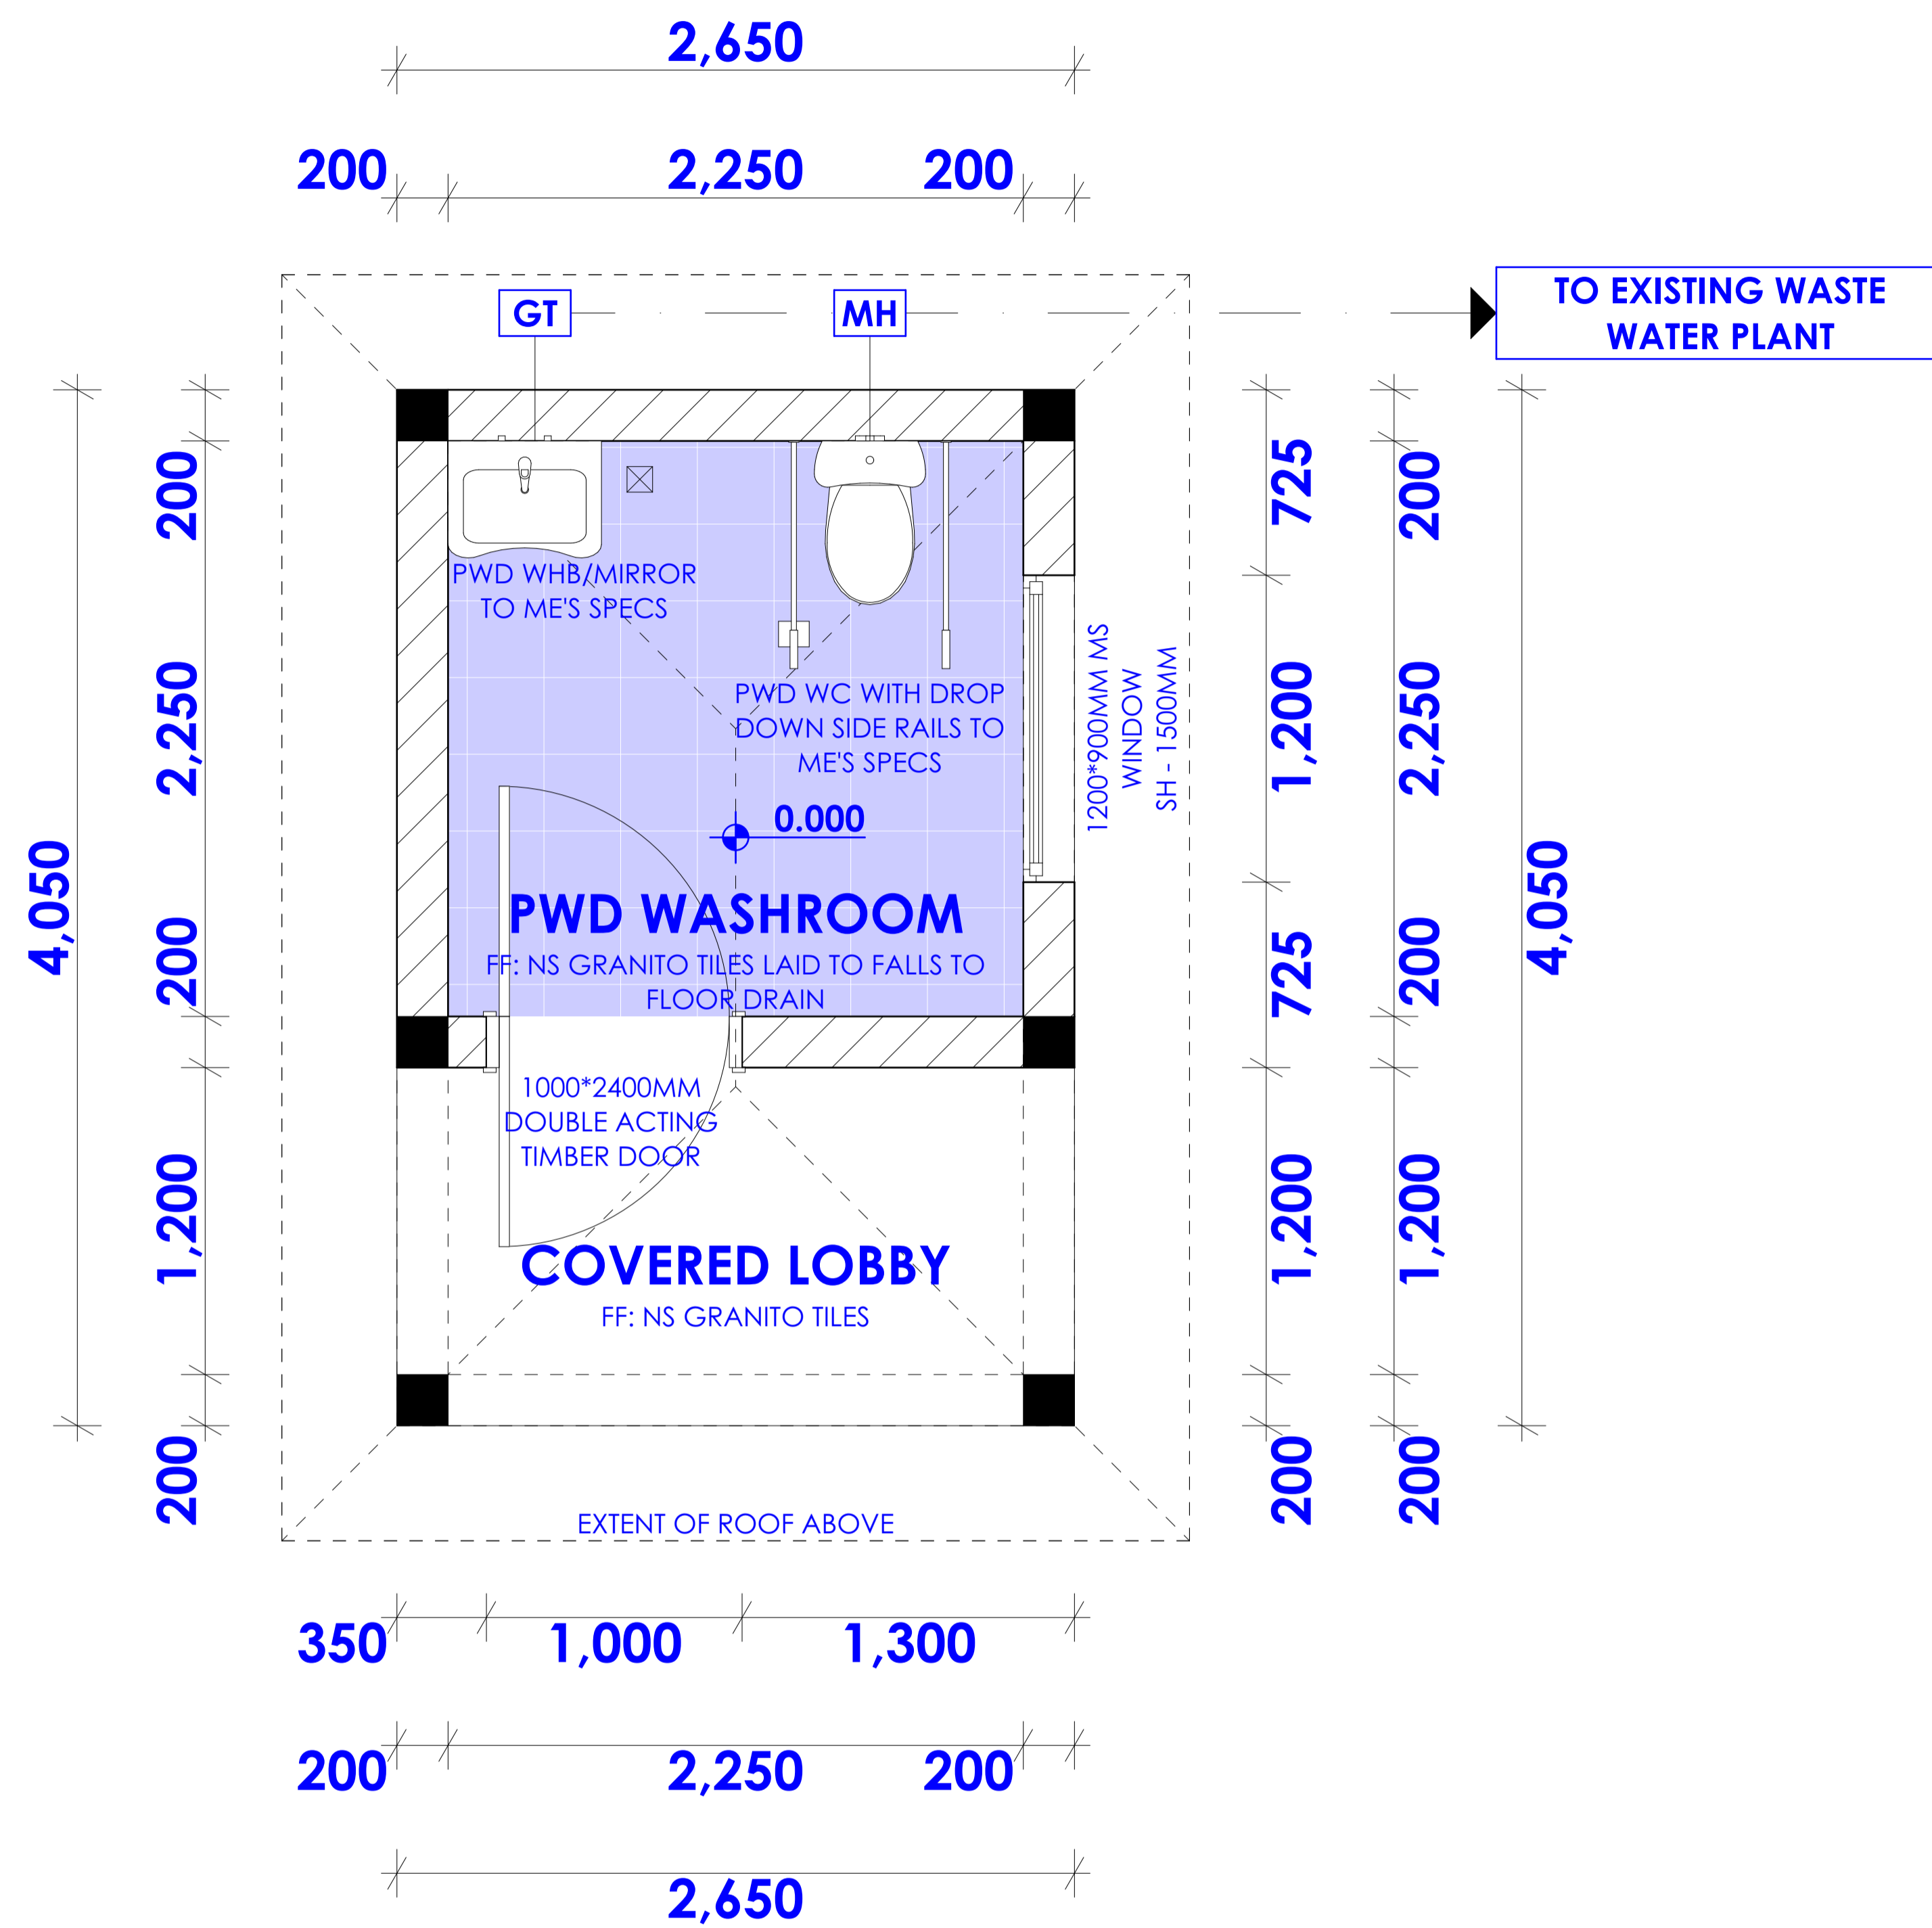 2,650
200
2,250
200
GT
MH
TO EXISTING WASTE
WATER PLANT
4,050
200
2,250
200
1,200
200
PWD WHB/MIRROR
TO ME'S SPECS
PWD WC WITH DROP
DOWN SIDE RAILS TO
ME'S SPECS
0.000
PWD WASHROOM
FF: NS GRANITO TILES LAID TO FALLS TO
FLOOR DRAIN
1200*900MM MS
WINDOW
SH - 1500MM
1000*2400MM
DOUBLE ACTING
TIMBER DOOR
COVERED LOBBY
FF: NS GRANITO TILES
EXTENT OF ROOF ABOVE
725
1,200
725
1,200
200
200
2,250
200
1,200
200
4,050
350
1,000
1,300
200
2,250
200
2,650